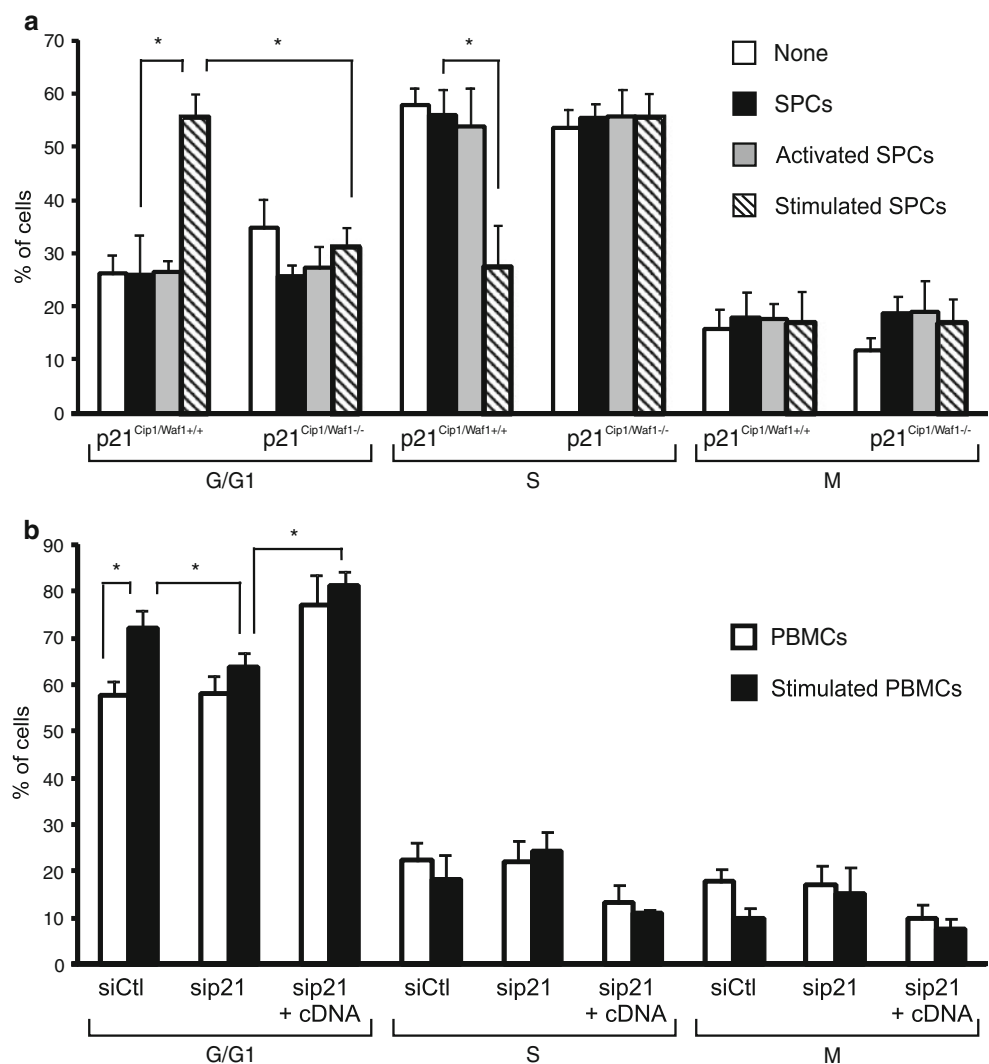 a
70
60
50
40
30
20
10
0
% of cells
* * *
None
SPCs
Activated SPCs
Stimulated SPCs
p21Cip1/Waf1+/+ p21Cip1/Waf1-/- p21Cip1/Waf1+/+ p21Cip1/Waf1-/- p21Cip1/Waf1+/+ p21Cip1/Waf1-/-
G/G1 S M
b
90
80
70
60
50
40
30
20
10
0
% of cells
* * *
PBMCs
Stimulated PBMCs
siCtl sip21 sip21 siCtl sip21 sip21 siCtl sip21 sip21
+ cDNA + cDNA + cDNA
G/G1 S M